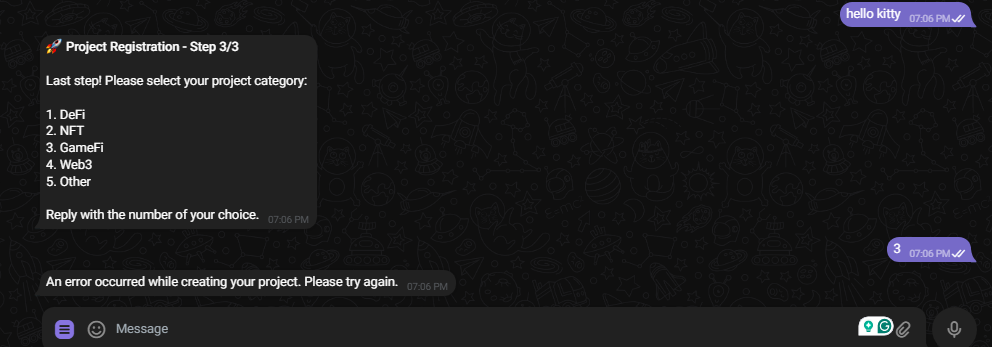 hello kitty 07:06 PM
🚀 Project Registration - Step 3/3
Last step! Please select your project category:
1. DeFi
2. NFT
3. GameFi
4. Web3
5. Other
Reply with the number of your choice. 07:06 PM
3 07:06 PM
An error occurred while creating your project. Please try again. 07:06 PM
Message